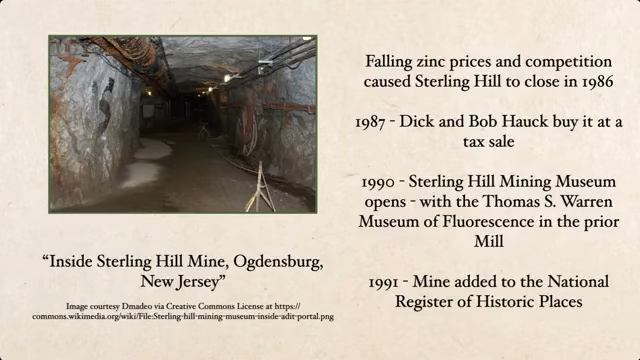 Falling zinc prices and competition
caused Sterling Hill to close in 1986
1987 - Dick and Bob Hauck buy it at a
tax sale
1990 - Sterling Hill Mining Museum
opens - with the Thomas S. Warren
Museum of Fluorescence in the prior
Mill
1991 - Mine added to the National
Register of Historic Places
“Inside Sterling Hill Mine, Ogdensburg,
New Jersey”
Image courtesy Dmadeo via Creative Commons License at https://
commons.wikimedia.org/wiki/File:Sterling-hill-mining-museum-inside-adit-portal.png